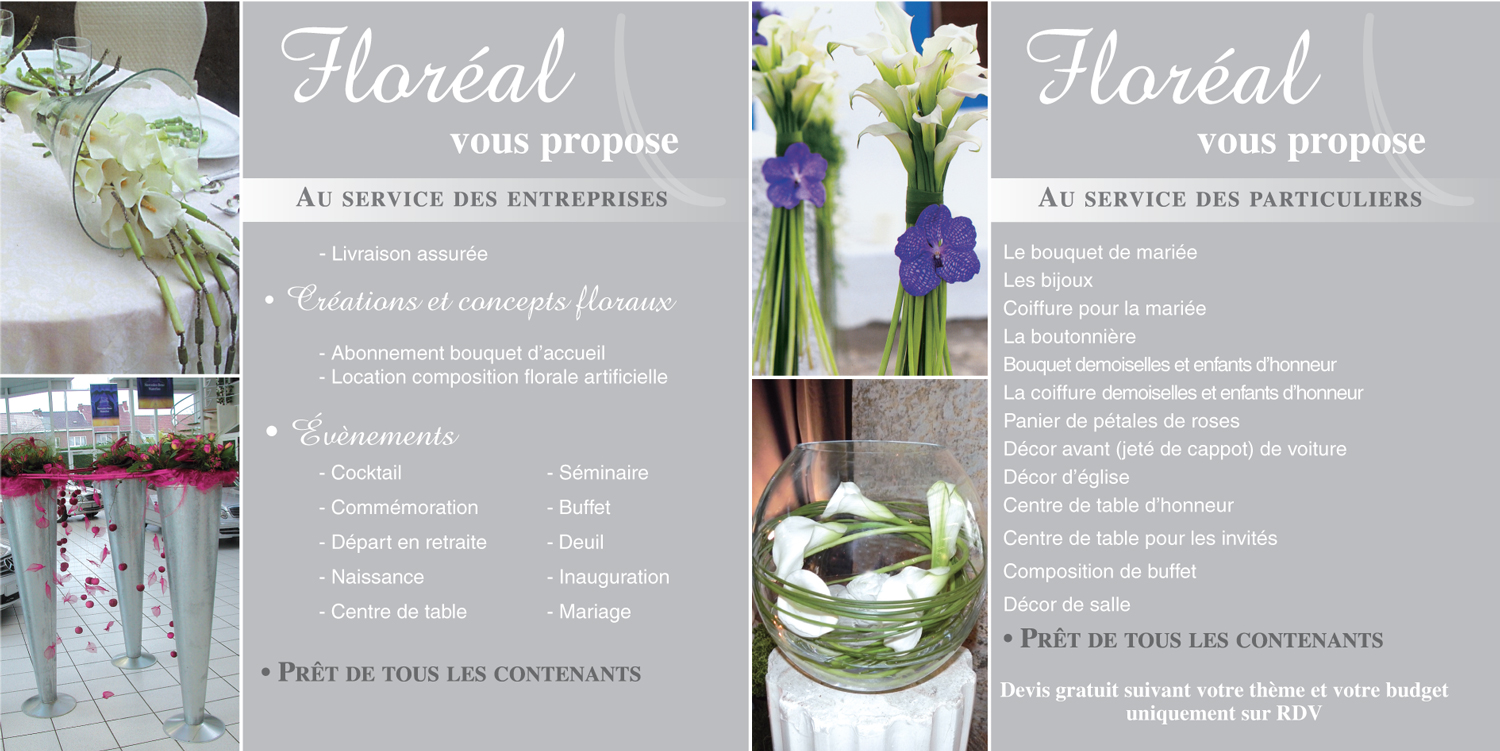 Floréal
vous propose
AU SERVICE DES ENTREPRISES
- Livraison assurée
• Créations et concepts floraux
- Abonnement bouquet d'accueil
- Location composition florale artificielle
• Évènements
- Cocktail
- Commémoration
- Départ en retraite
- Naissance
- Centre de table
- Séminaire
- Buffet
- Deuil
- Inauguration
- Mariage
• PRÊT DE TOUS LES CONTENANTS
Floréal
vous propose
AU SERVICE DES PARTICULIERS
Le bouquet de mariée
Les bijoux
Coiffure pour la mariée
La boutonnière
Bouquet demoiselles et enfants d'honneur
La coiffure demoiselles et enfants d'honneur
Panier de pétales de roses
Décor avant (jeté de cappot) de voiture
Décor d'église
Centre de table d'honneur
Centre de table pour les invités
Composition de buffet
Décor de salle
• PRÊT DE TOUS LES CONTENANTS
Devis gratuit suivant votre thème et votre budget
uniquement sur RDV